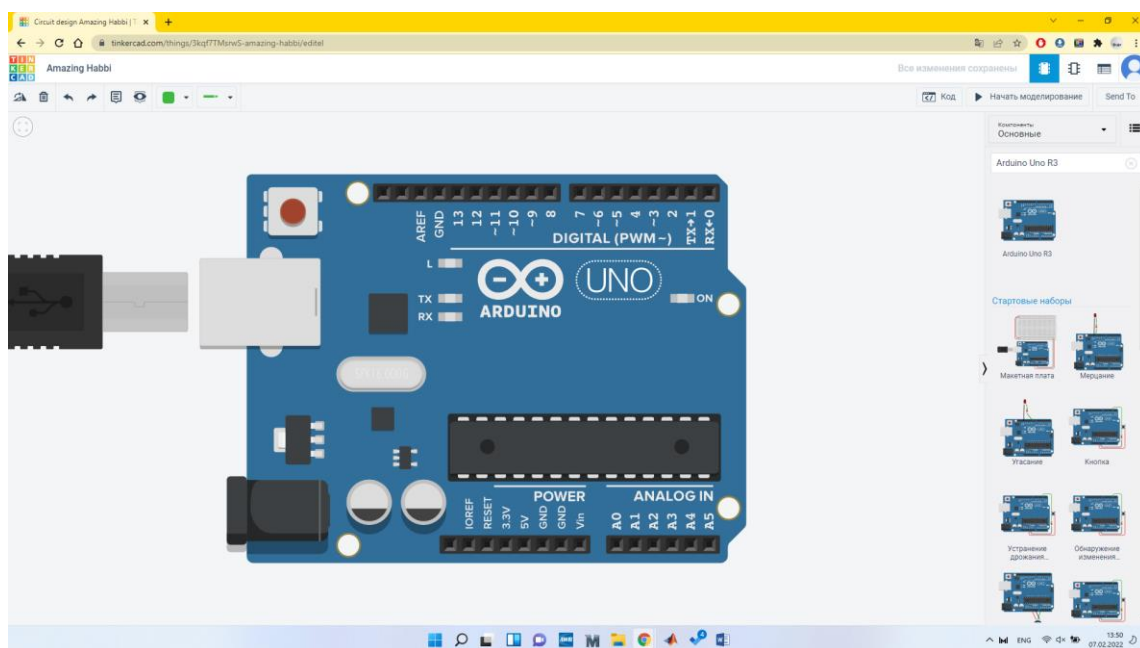 Circuit design Amazing Habbi | T
tinkercad.com/things/3kqf7TMsrwS-amazing-habbi/editel
TIN
KER
CAD
Amazing Habbi
Все изменения сохранены
Код
Начать моделирование
Send To
Компоненты
Основные
Arduino Uno R3
Arduino Uno R3
Стартовые наборы
Макетная плата
Мерцание
Угасание
Кнопка
Устранение дрожания...
Обнаружение изменения...
AREF
GND
13
12
~11
~10
~9
8
7
~6
~5
4
~3
2
TX→1
RX←0
DIGITAL (PWM~)
L
TX
RX
UNO
ARDUINO
ON
POWER
ANALOG IN
IOREF
RESET
3.3V
5V
GND
GND
Vin
A0
A1
A2
A3
A4
A5
ENG
13:50
07.02.2022